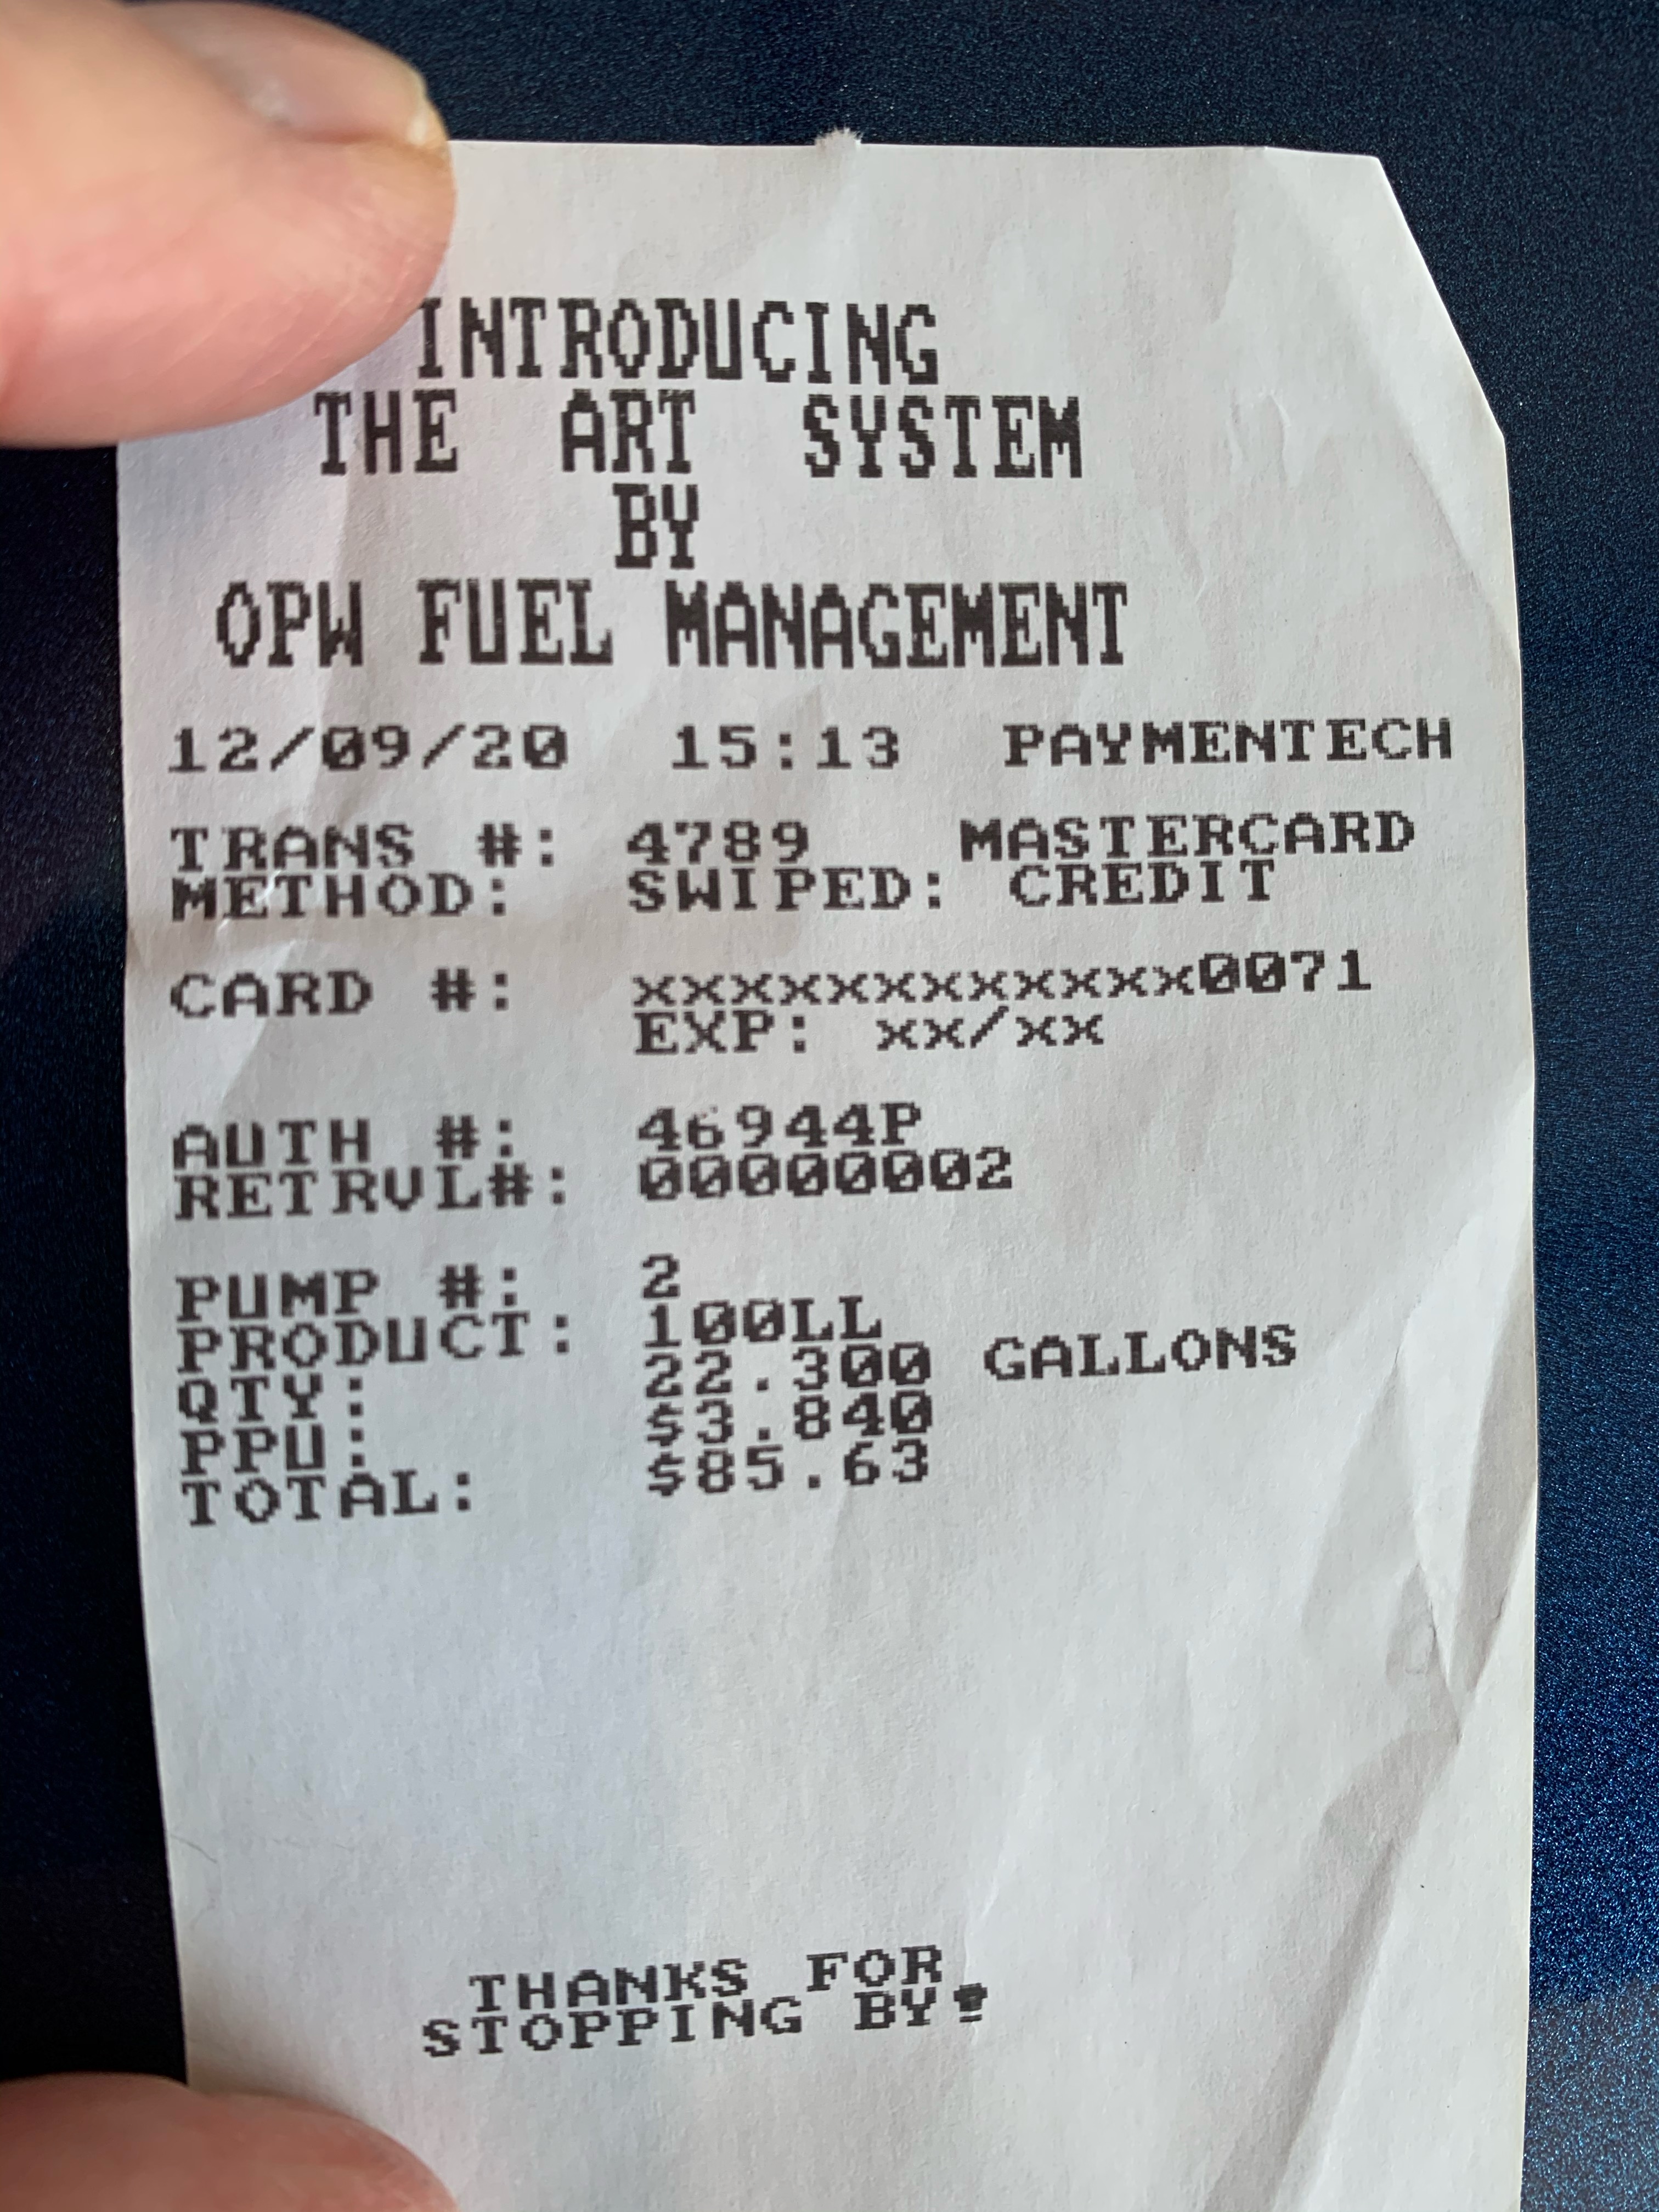 INTRODUCING
THE ART SYSTEM
BY
OPW FUEL MANAGEMENT
12/09/20 15:13 PAYMENTECH
TRANS #: 4789 MASTERCARD
METHOD: SWIPED: CREDIT
CARD #: xxxxxxxxxxxx0071
EXP: xx/xx
AUTH #: 46944P
RETRVL#: 00000002
PUMP #: 2
PRODUCT: 100LL
QTY: 22.300 GALLONS
PPU: $3.840
TOTAL: $85.63
THANKS FOR
STOPPING BY!